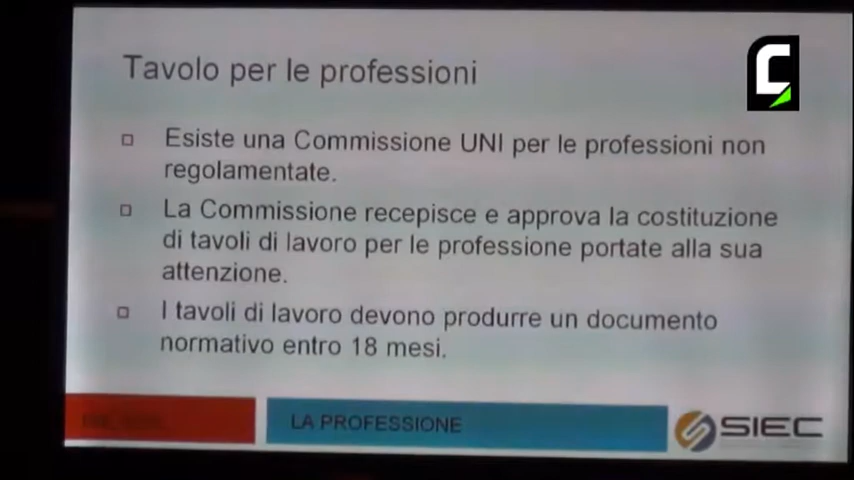 Tavolo per le professioni
Esiste una Commissione UNI per le professioni non
regolamentate.
La Commissione recepisce e approva la costituzione
di tavoli di lavoro per le professione portate alla sua
attenzione.
I tavoli di lavoro devono produrre un documento
normativo entro 18 mesi.
LA PROFESSIONE
SIEC